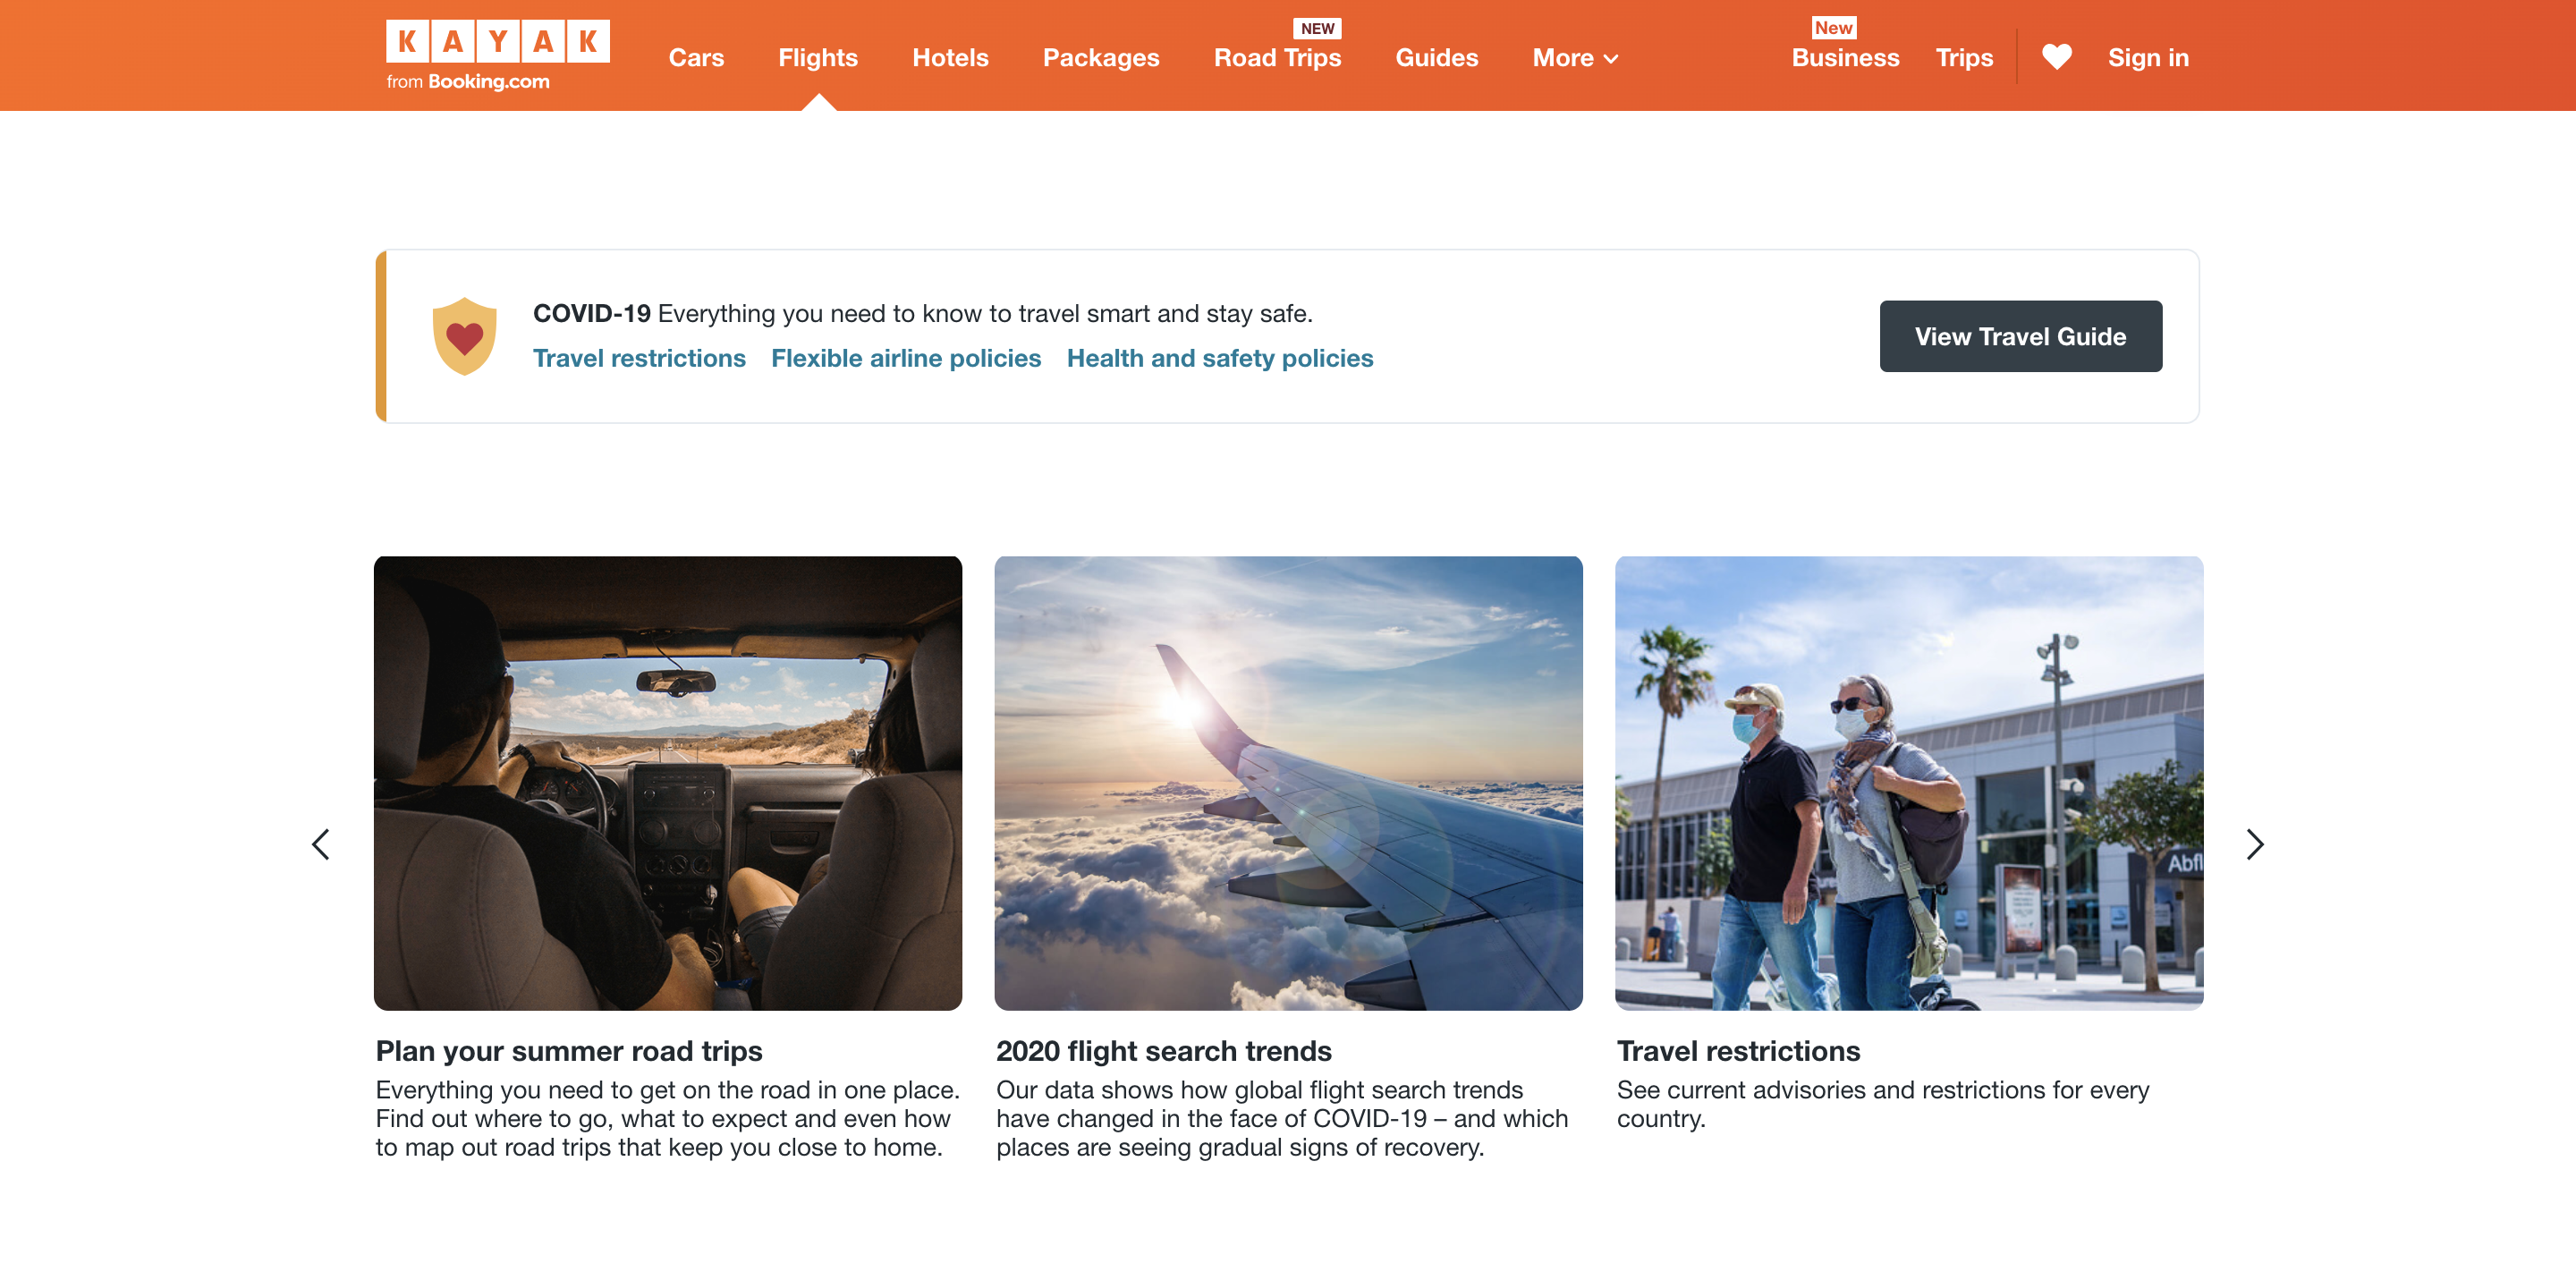 KAYAK
from Booking.com
Cars
Flights
Hotels
Packages
NEW
Road Trips
Guides
More
New
Business
Trips
Sign in
COVID-19 Everything you need to know to travel smart and stay safe.
Travel restrictions Flexible airline policies Health and safety policies
View Travel Guide
Abfl
Plan your summer road trips
Everything you need to get on the road in one place.
Find out where to go, what to expect and even how
to map out road trips that keep you close to home.
2020 flight search trends
Our data shows how global flight search trends
have changed in the face of COVID-19 – and which
places are seeing gradual signs of recovery.
Travel restrictions
See current advisories and restrictions for every
country.